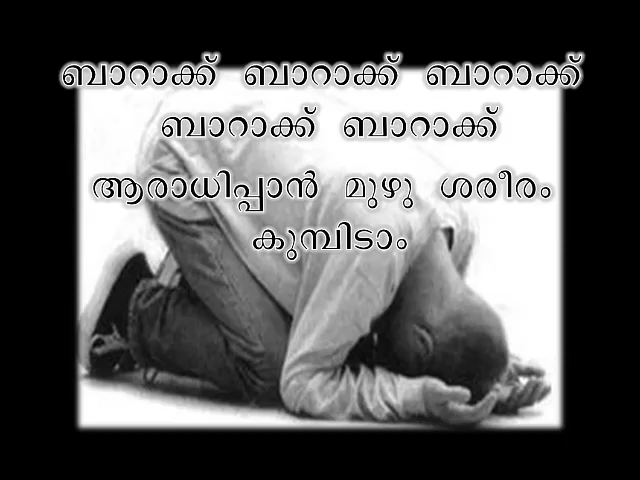 ബാറാക്ക് ബാറാക്ക് ബാറാക്ക്
ബാറാക്ക് ബാറാക്ക്
ആരാധിപ്പാൻ മുഴു ശരീരം
കുമ്പിടാം